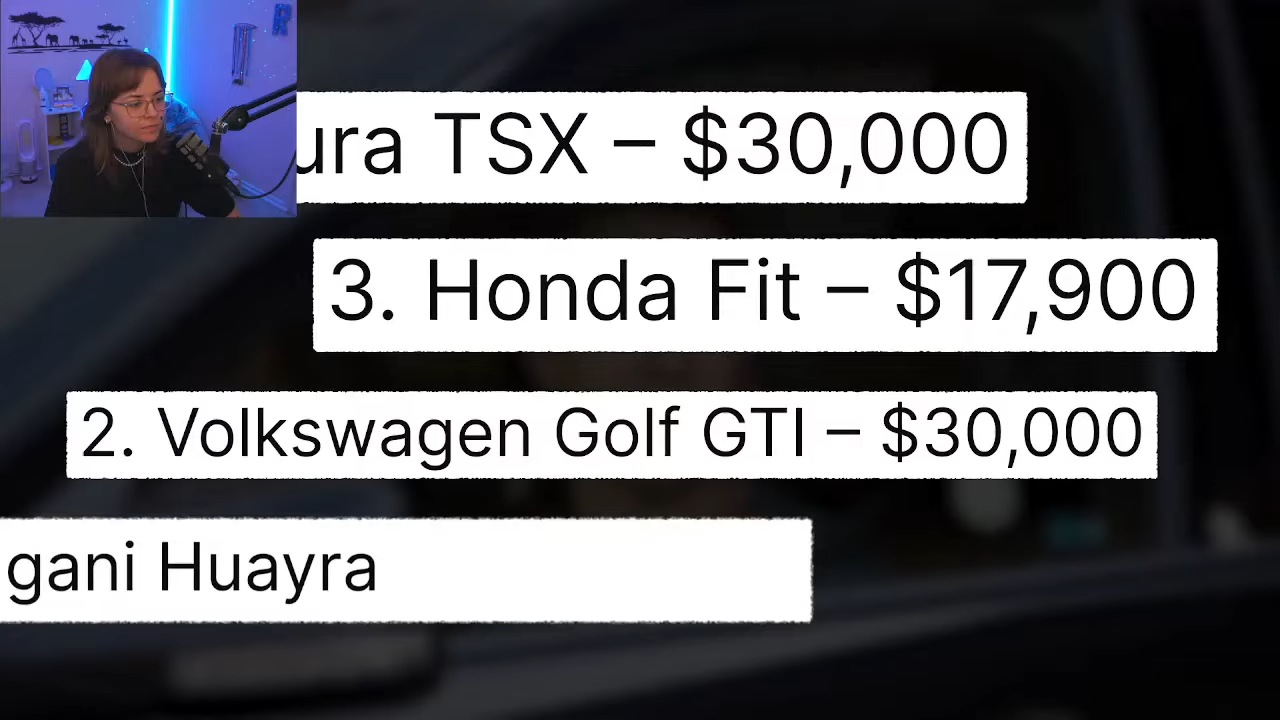 ura TSX – $30,000
3. Honda Fit – $17,900
2. Volkswagen Golf GTI – $30,000
gani Huayra